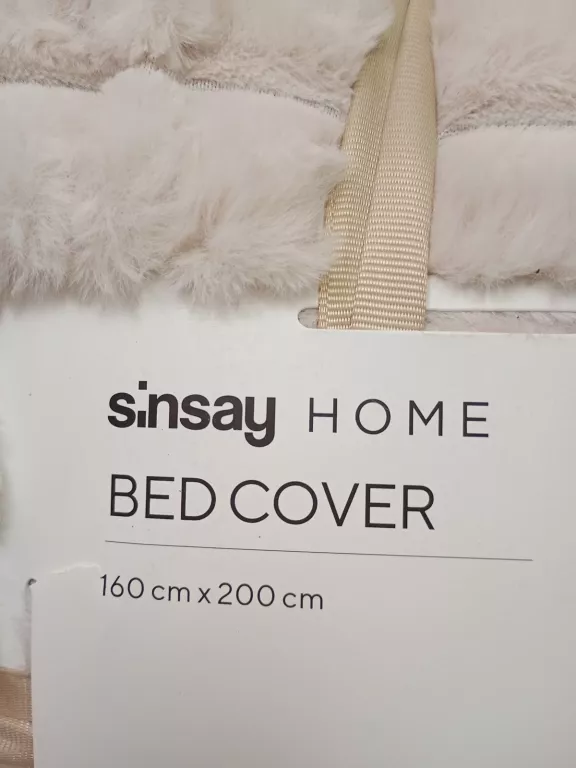 sinsay HOME
BED COVER
160 cm x 200 cm